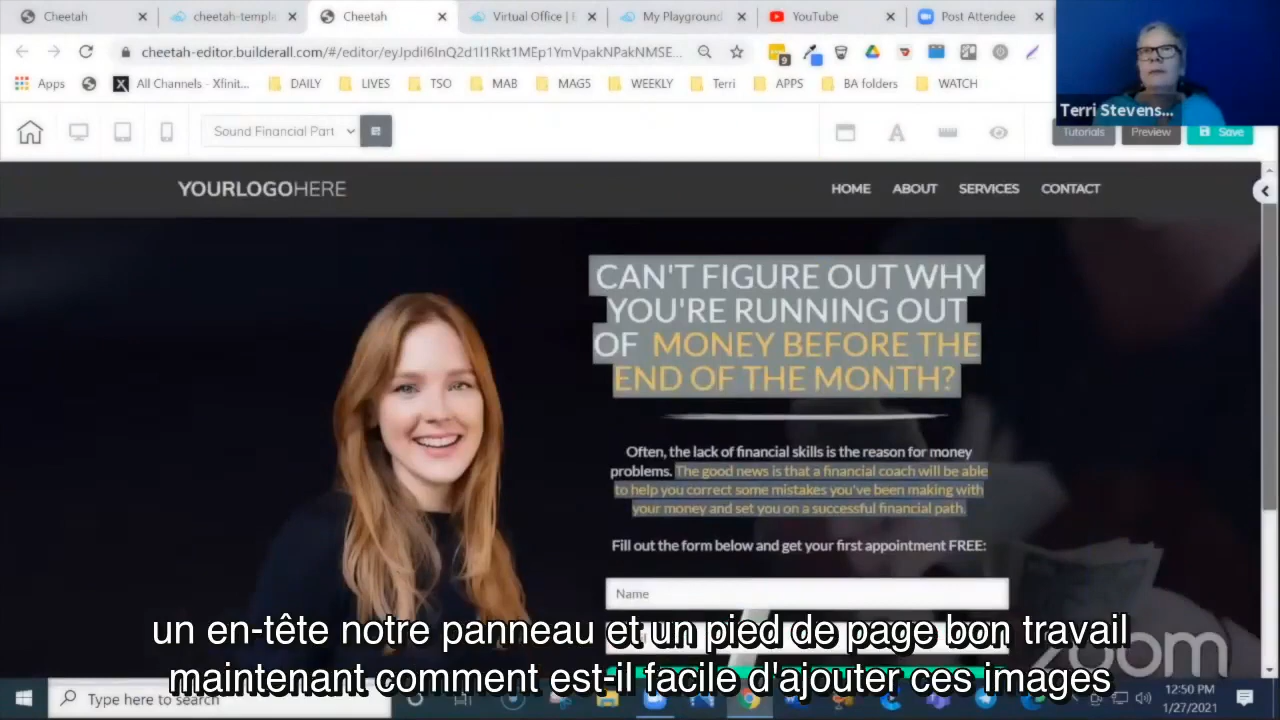 Cheetah
cheetah-templa
Cheetah
Virtual Office | E
My Playground
YouTube
Post Attendee
cheetah-editor.builderall.com/#/editor/eyJpdiI6InQ2d1l1Rkt1MEp1YmVpakNPakNMSE...
Apps
All Channels - Xfinit...
DAILY
LIVES
TSO
MAB
MAG5
WEEKLY
Terri
APPS
BA folders
WATCH
Terri Stevens...
Sound Financial Part
Tutorials
Preview
Save
YOURLOGOHERE
HOME
ABOUT
SERVICES
CONTACT
CAN'T FIGURE OUT WHY
YOU'RE RUNNING OUT
OF MONEY BEFORE THE
END OF THE MONTH?
Often, the lack of financial skills is the reason for money
problems. The good news is that a financial coach will be able
to help you correct some mistakes you've been making with
your money and set you on a successful financial path.
Fill out the form below and get your first appointment FREE:
Name
un en-tête notre panneau et un pied de page bon travail
maintenant comment est-il facile d'ajouter ces images
zoom
Type here to search
12:50 PM
1/27/2021